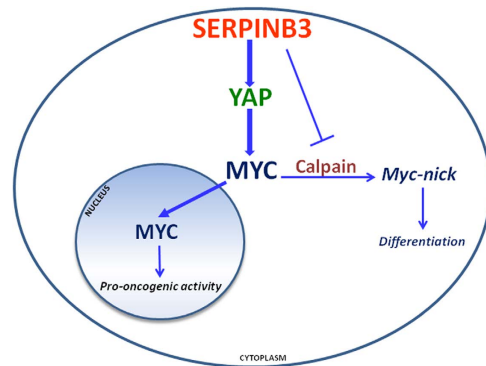 SERPINB3
YAP
MYC
Calpain
Myc-nick
NUCLEUS
MYC
Differentiation
Pro-oncogenic activity
CYTOPLASM